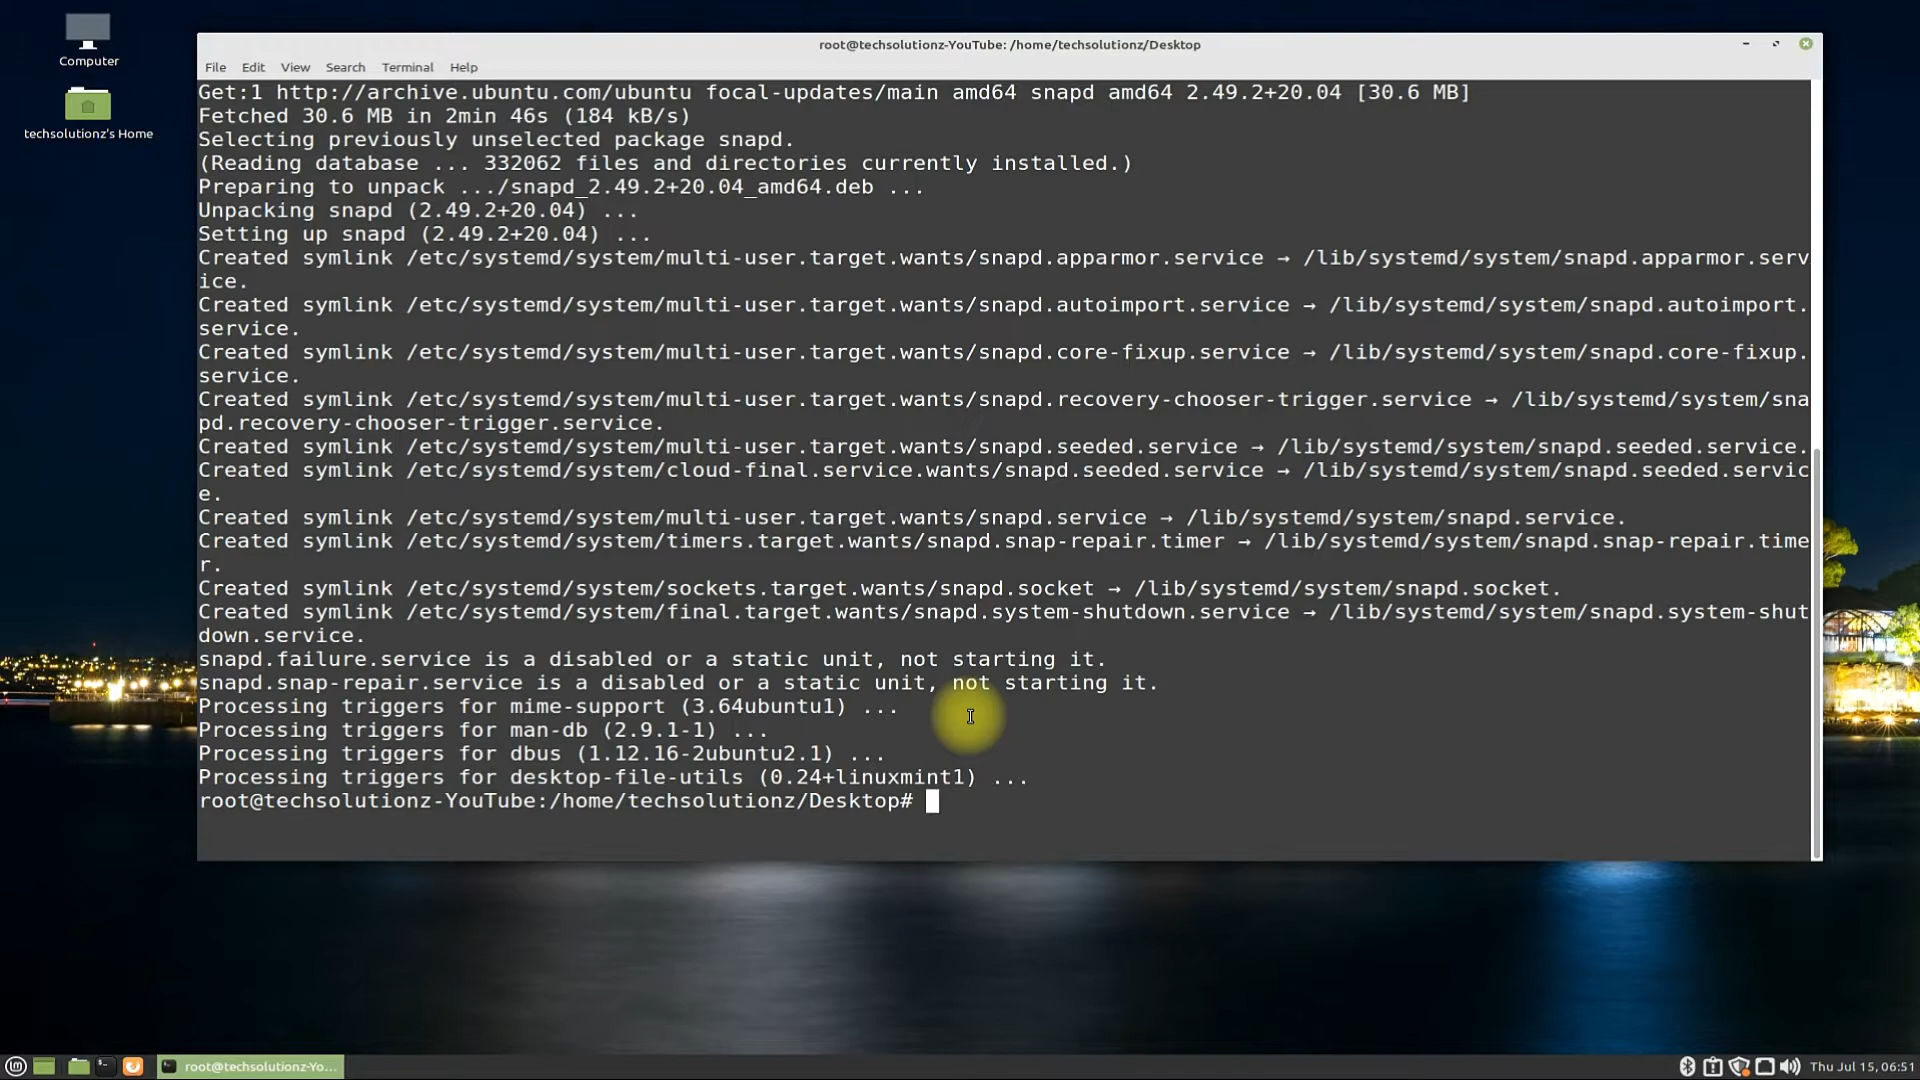 Computer
techsolutionz's Home
root@techsolutionz-YouTube: /home/techsolutionz/Desktop
File Edit View Search Terminal Help
Get:1 http://archive.ubuntu.com/ubuntu focal-updates/main amd64 snapd amd64 2.49.2+20.04 [30.6 MB]
Fetched 30.6 MB in 2min 46s (184 kB/s)
Selecting previously unselected package snapd.
(Reading database ... 332062 files and directories currently installed.)
Preparing to unpack .../snapd_2.49.2+20.04_amd64.deb ...
Unpacking snapd (2.49.2+20.04) ...
Setting up snapd (2.49.2+20.04) ...
Created symlink /etc/systemd/system/multi-user.target.wants/snapd.apparmor.service → /lib/systemd/system/snapd.apparmor.serv
ice.
Created symlink /etc/systemd/system/multi-user.target.wants/snapd.autoimport.service → /lib/systemd/system/snapd.autoimport.
service.
Created symlink /etc/systemd/system/multi-user.target.wants/snapd.core-fixup.service → /lib/systemd/system/snapd.core-fixup.
service.
Created symlink /etc/systemd/system/multi-user.target.wants/snapd.recovery-chooser-trigger.service → /lib/systemd/system/sna
pd.recovery-chooser-trigger.service.
Created symlink /etc/systemd/system/multi-user.target.wants/snapd.seeded.service → /lib/systemd/system/snapd.seeded.service.
Created symlink /etc/systemd/system/cloud-final.service.wants/snapd.seeded.service → /lib/systemd/system/snapd.seeded.servic
e.
Created symlink /etc/systemd/system/multi-user.target.wants/snapd.service → /lib/systemd/system/snapd.service.
Created symlink /etc/systemd/system/timers.target.wants/snapd.snap-repair.timer → /lib/systemd/system/snapd.snap-repair.time
r.
Created symlink /etc/systemd/system/sockets.target.wants/snapd.socket → /lib/systemd/system/snapd.socket.
Created symlink /etc/systemd/system/final.target.wants/snapd.system-shutdown.service → /lib/systemd/system/snapd.system-shut
down.service.
snapd.failure.service is a disabled or a static unit, not starting it.
snapd.snap-repair.service is a disabled or a static unit, not starting it.
Processing triggers for mime-support (3.64ubuntu1) ...
Processing triggers for man-db (2.9.1-1) ...
Processing triggers for dbus (1.12.16-2ubuntu2.1) ...
Processing triggers for desktop-file-utils (0.24+linuxmint1) ...
root@techsolutionz-YouTube:/home/techsolutionz/Desktop#
root@techsolutionz-Yo...
Thu Jul 15, 06:51